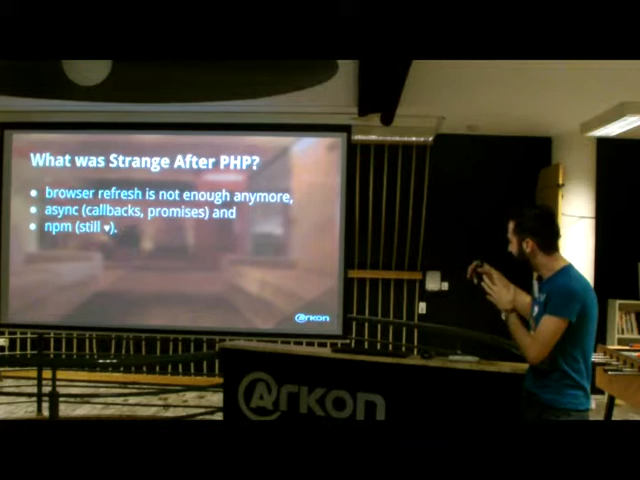 What was Strange After PHP?
browser refresh is not enough anymore,
async (callbacks, promises) and
npm (still ♥).
Arkon
Arkon